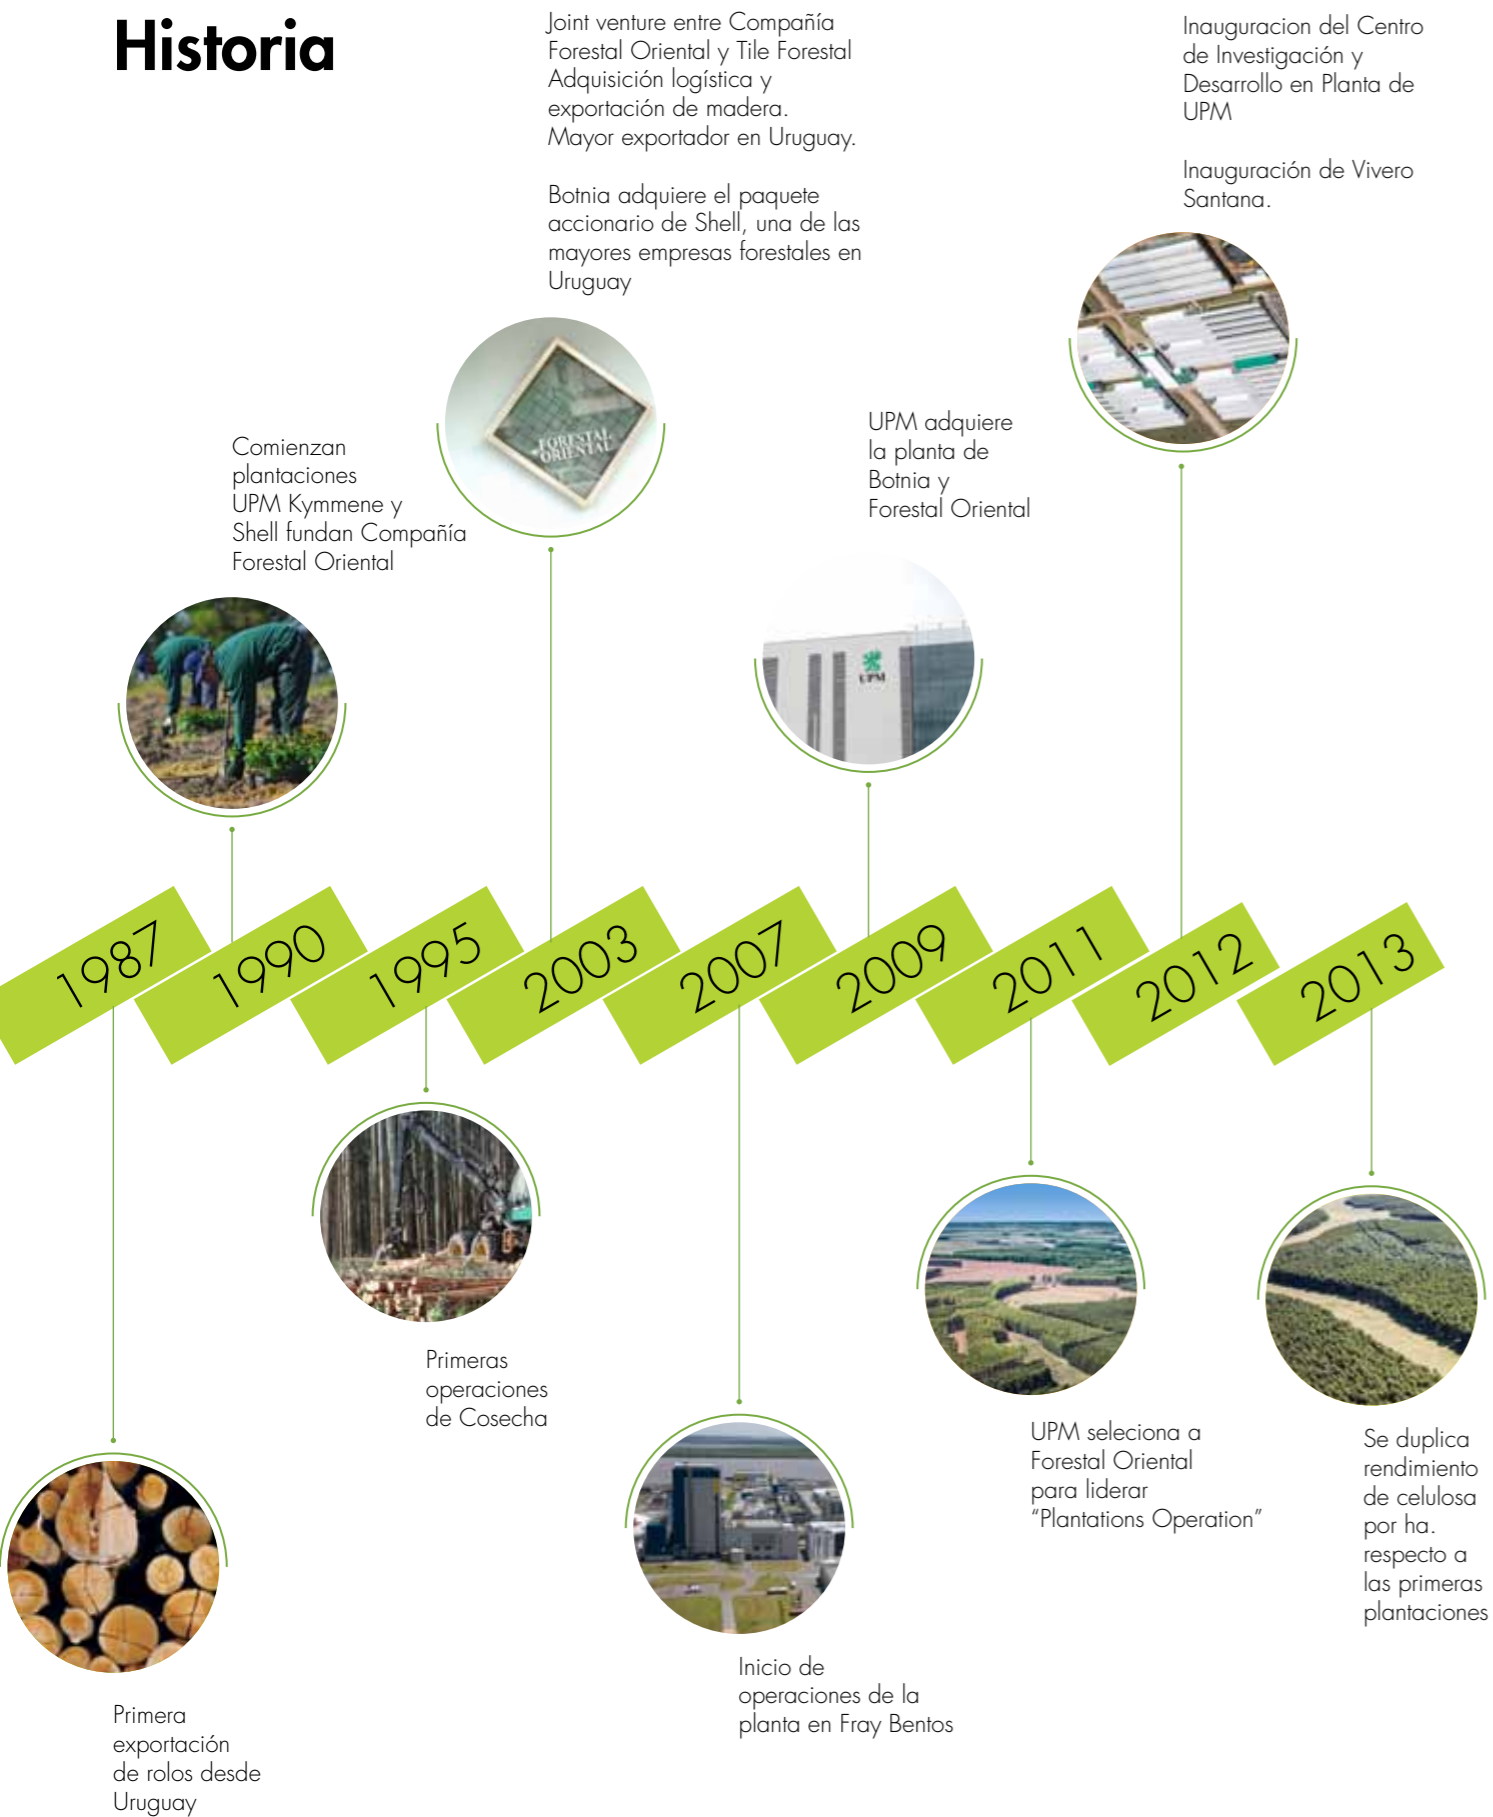 Historia
Joint venture entre Compañía
Forestal Oriental y Tile Forestal
Adquisición logística y
exportación de madera.
Mayor exportador en Uruguay.
Botnia adquiere el paquete
accionario de Shell, una de las
mayores empresas forestales en
Uruguay
Inauguracion del Centro
de Investigación y
Desarrollo en Planta de
UPM
Inauguración de Vivero
Santana.
FORESTAL
ORIENTAL
Comienzan
plantaciones
UPM Kymmene y
Shell fundan Compañía
Forestal Oriental
UPM adquiere
la planta de
Botnia y
Forestal Oriental
UPM
1987
1990
1995
2003
2007
2009
2011
2012
2013
Primeras
operaciones
de Cosecha
UPM seleciona a
Forestal Oriental
para liderar
“Plantations Operation”
Se duplica
rendimiento
de celulosa
por ha.
respecto a
las primeras
plantaciones
Inicio de
operaciones de la
planta en Fray Bentos
Primera
exportación
de rolos desde
Uruguay